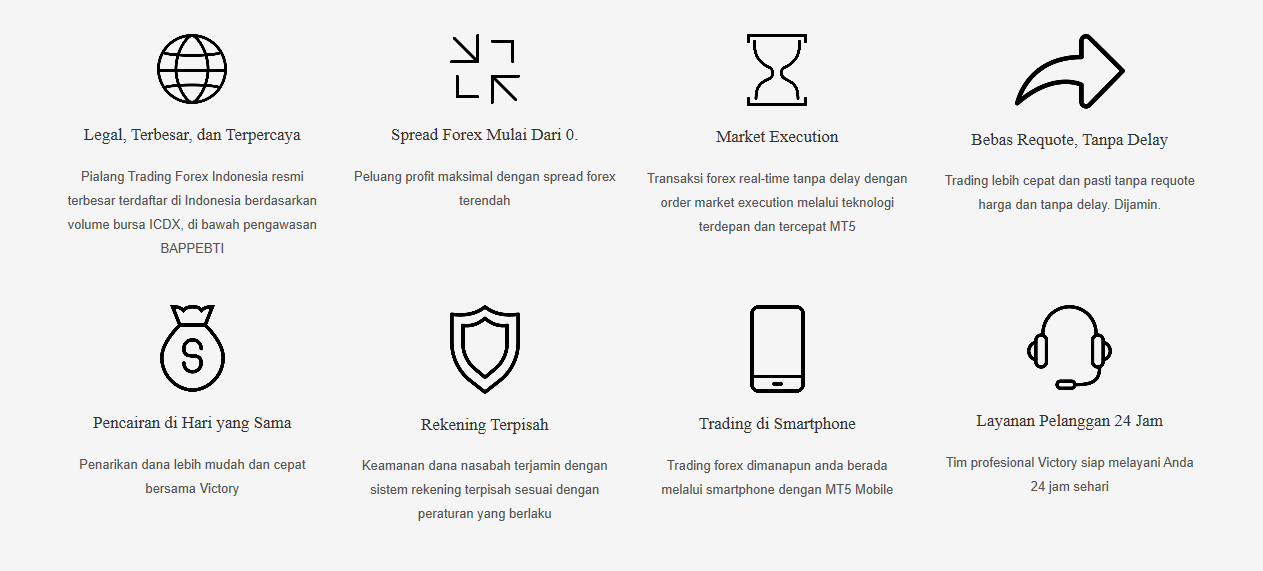 Legal, Terbesar, dan Terpercaya
Pialang Trading Forex Indonesia resmi
terbesar terdaftar di Indonesia berdasarkan
volume bursa ICDX, di bawah pengawasan
BAPPEBTI
Spread Forex Mulai Dari 0.
Peluang profit maksimal dengan spread forex
terendah
Market Execution
Transaksi forex real-time tanpa delay dengan
order market execution melalui teknologi
terdepan dan tercepat MT5
Bebas Requote, Tanpa Delay
Trading lebih cepat dan pasti tanpa requote
harga dan tanpa delay. Dijamin.
Pencairan di Hari yang Sama
Penarikan dana lebih mudah dan cepat
bersama Victory
Rekening Terpisah
Keamanan dana nasabah terjamin dengan
sistem rekening terpisah sesuai dengan
peraturan yang berlaku
Trading di Smartphone
Trading forex dimanapun anda berada
melalui smartphone dengan MT5 Mobile
Layanan Pelanggan 24 Jam
Tim profesional Victory siap melayani Anda
24 jam sehari